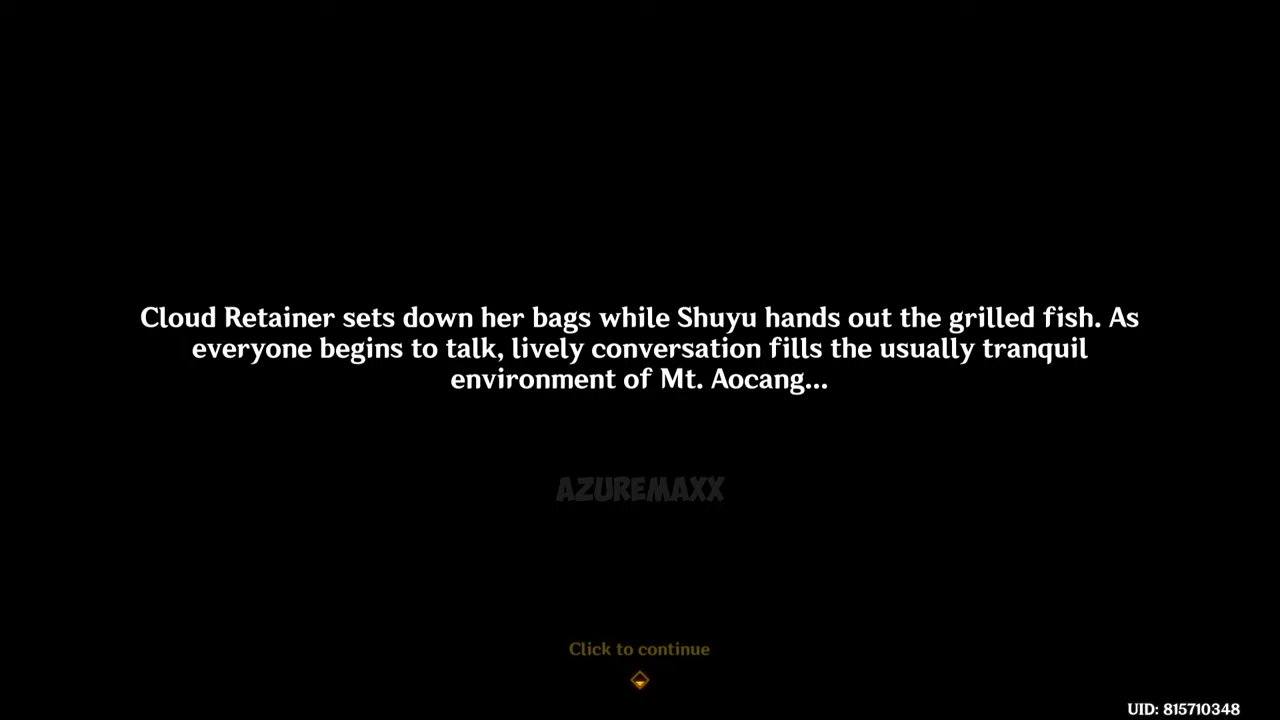 Cloud Retainer sets down her bags while Shuyu hands out the grilled fish. As
everyone begins to talk, lively conversation fills the usually tranquil
environment of Mt. Aocang...
AZUREMAXX
Click to continue
UID: 815710348